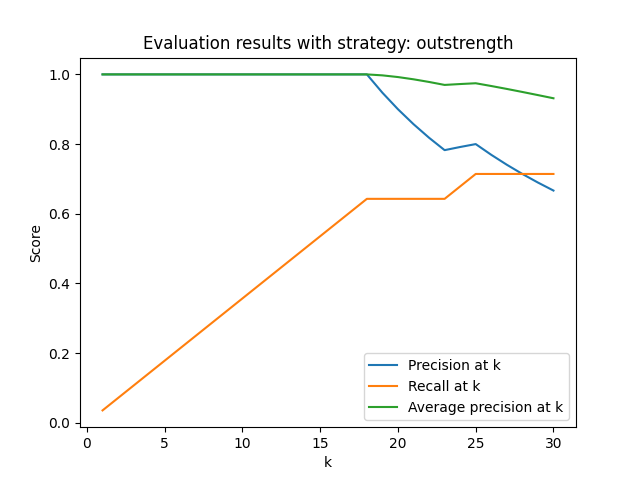 Evaluation results with strategy: outstrength
1.0
0.8
0.6
0.4
0.2
0.0
Score
0 5 10 15 20 25 30
k
Precision at k
Recall at k
Average precision at k